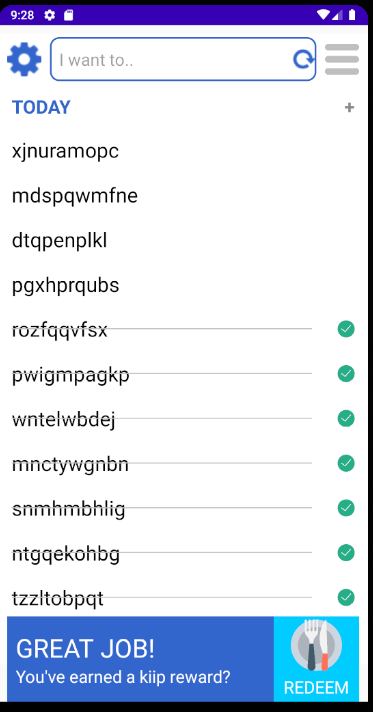 9:28
I want to..
TODAY +
xjnuramopc
mdspqwmfne
dtqpenplkl
pgxhprqubs
rozfqqvfsx
pwigmpagkp
wntelwbdej
mnctywgnbn
snmhmbhlig
ntgqekohbg
tzzltobpqt
GREAT JOB!
You've earned a kiip reward?
REDEEM